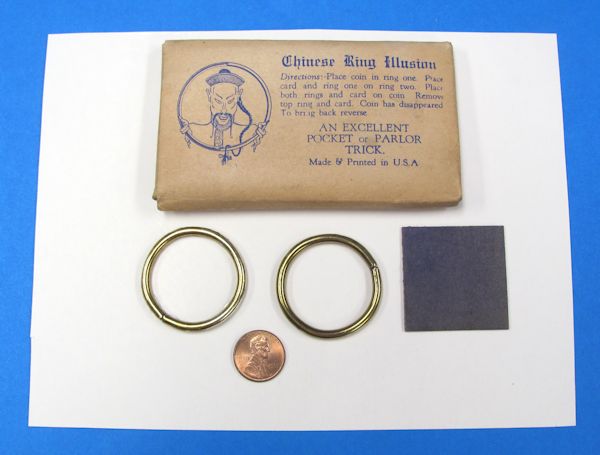 Chinese Ring Illusion
Directions:-Place coin in ring one. Place
card and ring one on ring two. Place
both rings and card on coin. Remove
top ring and card. Coin has disappeared
To bring back reverse
AN EXCELLENT
POCKET or PARLOR
TRICK.
Made & Printed in U.S.A